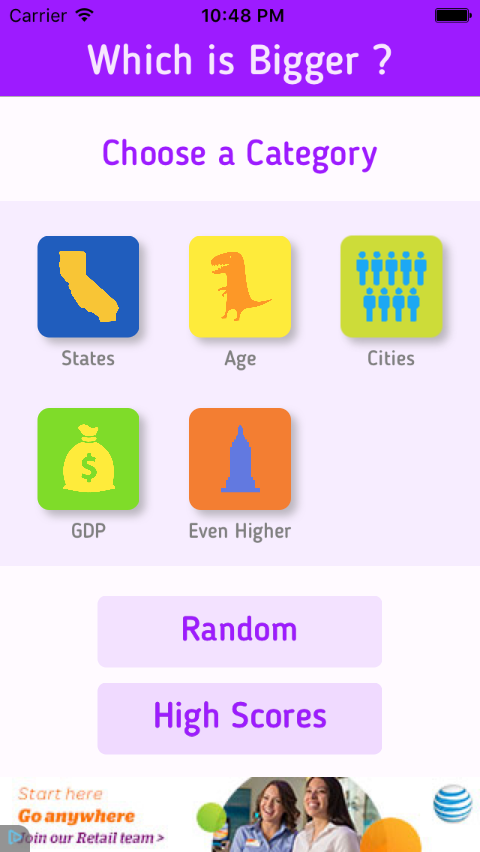 Carrier 10:48 PM
Which is Bigger ?
Choose a Category
States Age Cities
$
GDP Even Higher
Random
High Scores
Start here
Go anywhere
Join our Retail team >